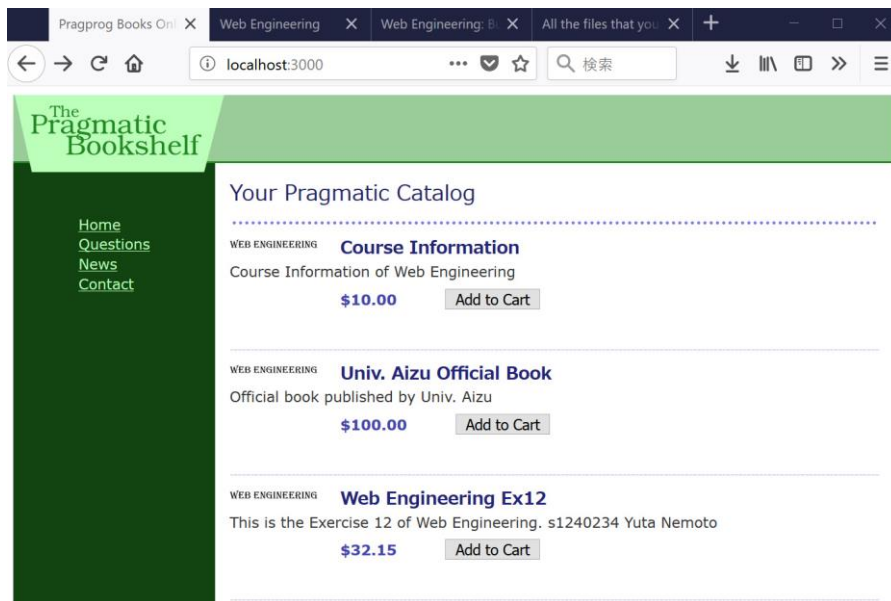 Pragprog Books Onl
Web Engineering
Web Engineering: Bu
All the files that you
localhost:3000
検索
The
Pragmatic
Bookshelf
Home
Questions
News
Contact
Your Pragmatic Catalog
WEB ENGINEERING Course Information
Course Information of Web Engineering
$10.00 Add to Cart
WEB ENGINEERING Univ. Aizu Official Book
Official book published by Univ. Aizu
$100.00 Add to Cart
WEB ENGINEERING Web Engineering Ex12
This is the Exercise 12 of Web Engineering. s1240234 Yuta Nemoto
$32.15 Add to Cart